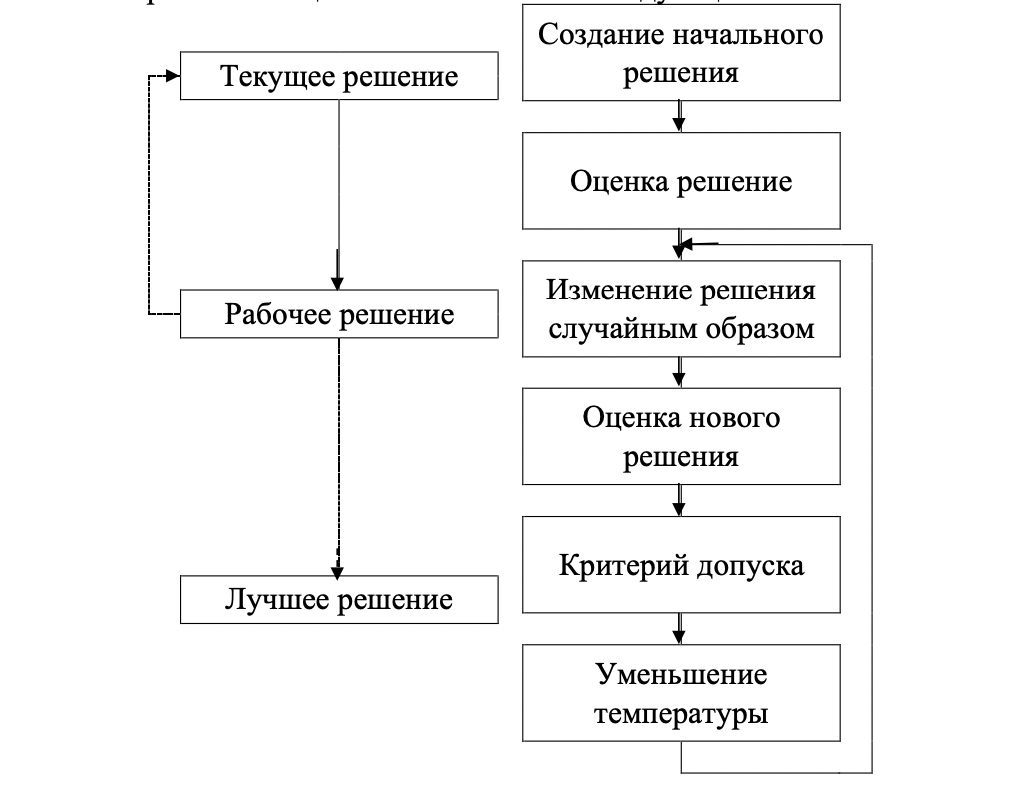 Текущее решение
Рабочее решение
Лучшее решение
Создание начального
решения
Оценка решение
Изменение решения
случайным образом
Оценка нового
решения
Критерий допуска
Уменьшение
температуры